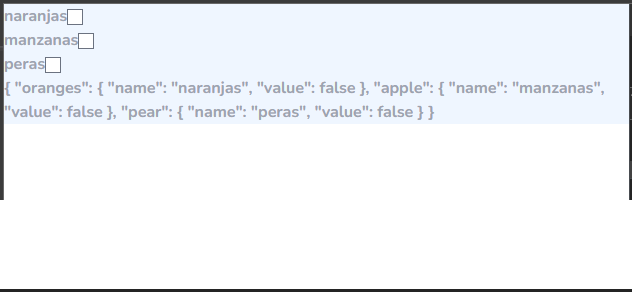 naranjas
manzanas
peras
{ "oranges": { "name": "naranjas", "value": false }, "apple": { "name": "manzanas",
"value": false }, "pear": { "name": "peras", "value": false } }